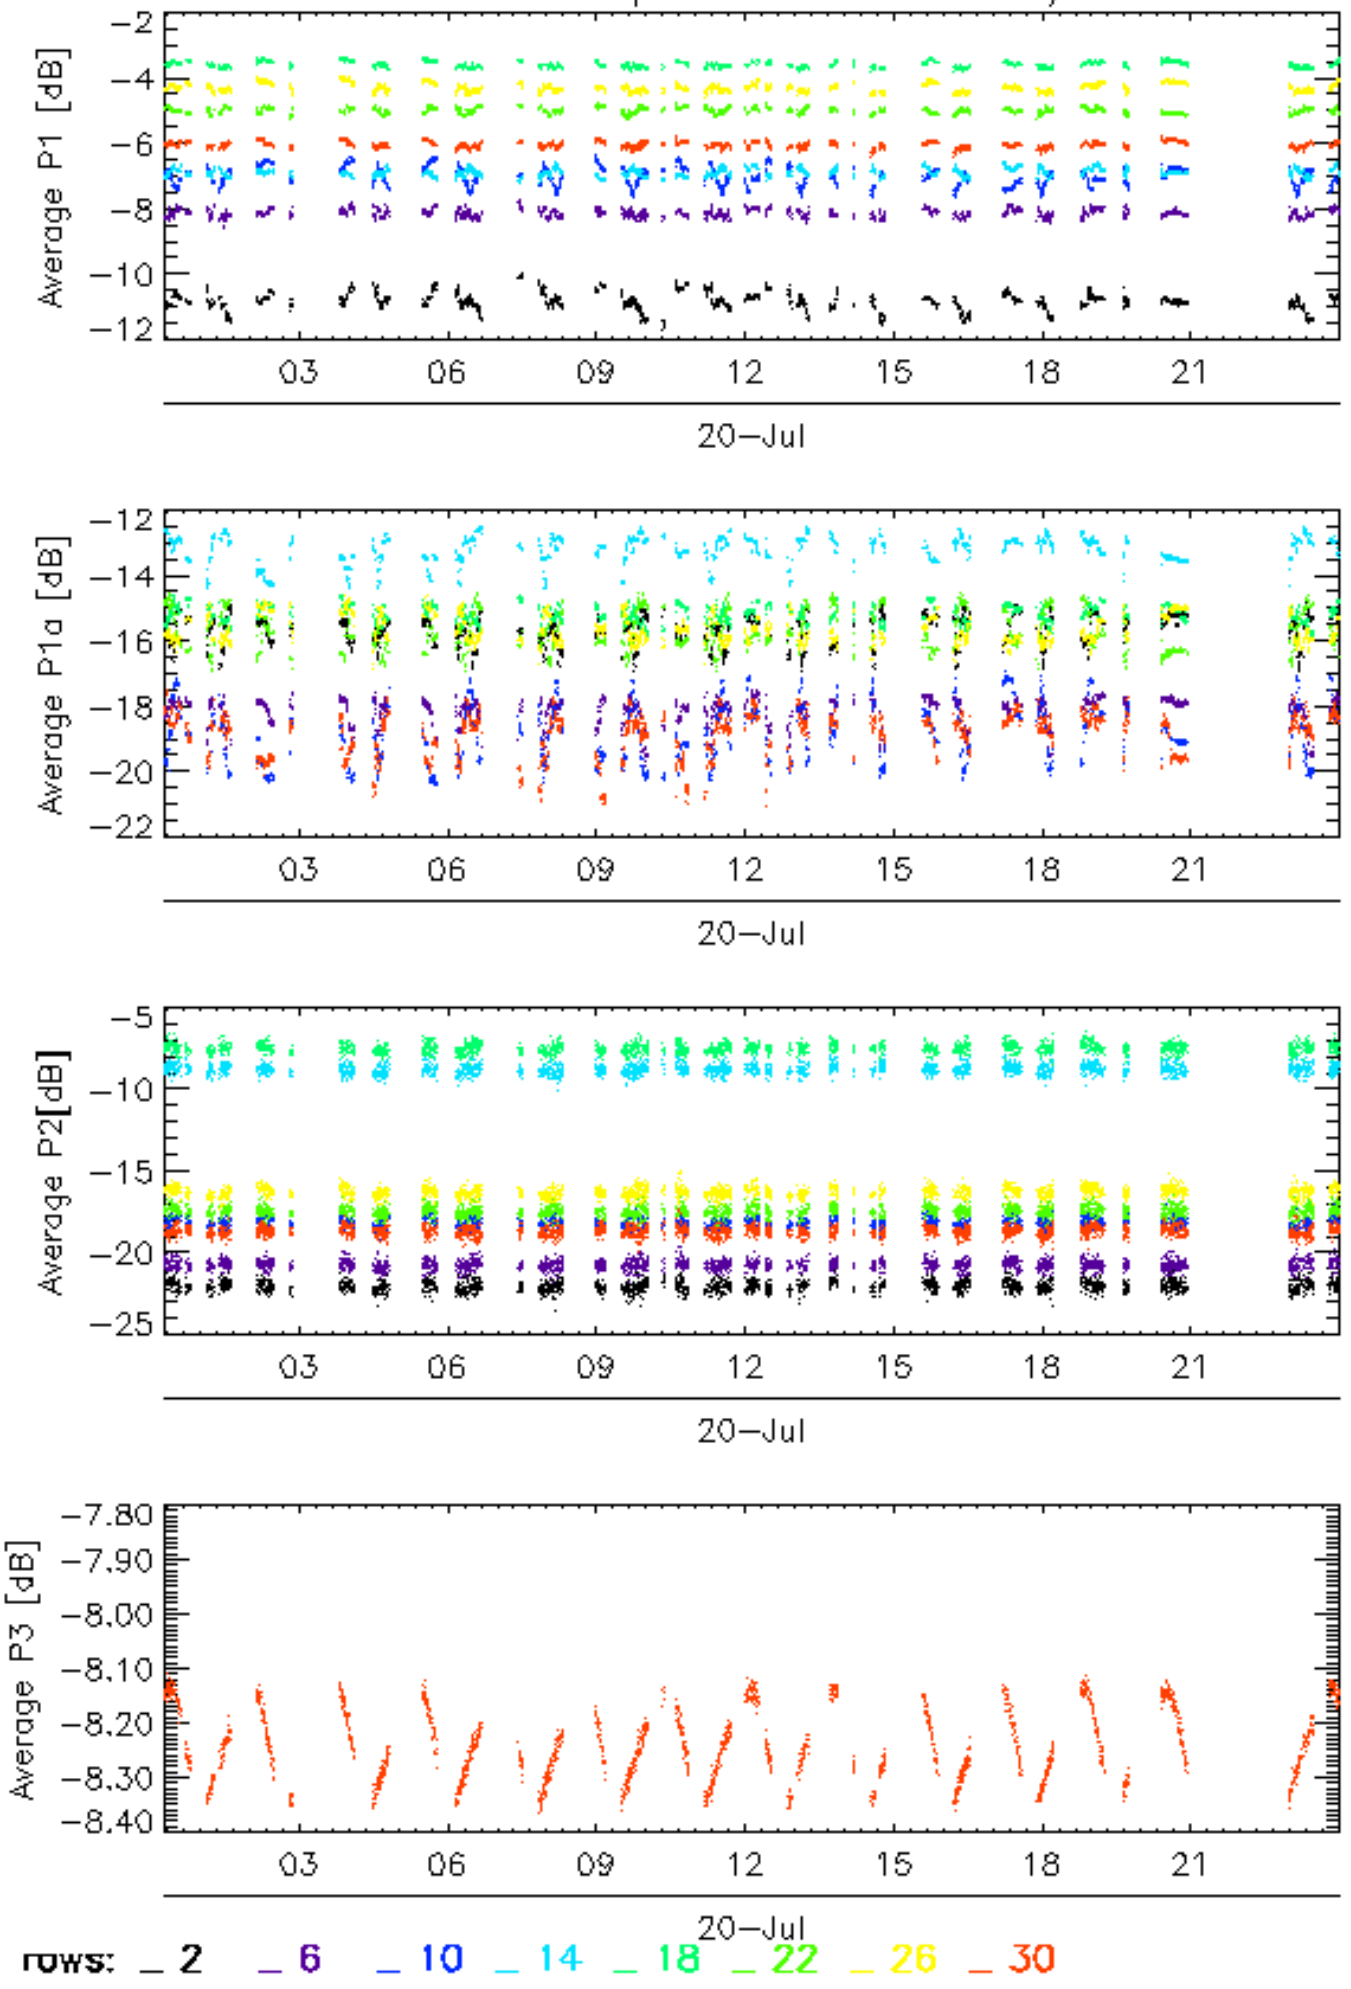 Average P1 [dB]
-2
-4
-6
-8
-10
-12
03 06 09 12 15 18 21
20-Jul
Average P1a [dB]
-12
-14
-16
-18
-20
-22
03 06 09 12 15 18 21
20-Jul
Average P2[dB]
-5
-10
-15
-20
-25
03 06 09 12 15 18 21
20-Jul
Average P3 [dB]
-7.80
-7.90
-8.00
-8.10
-8.20
-8.30
-8.40
03 06 09 12 15 18 21
20-Jul
rows: _ 2 _ 6 _ 10 _ 14 _ 18 _ 22 _ 26 _ 30